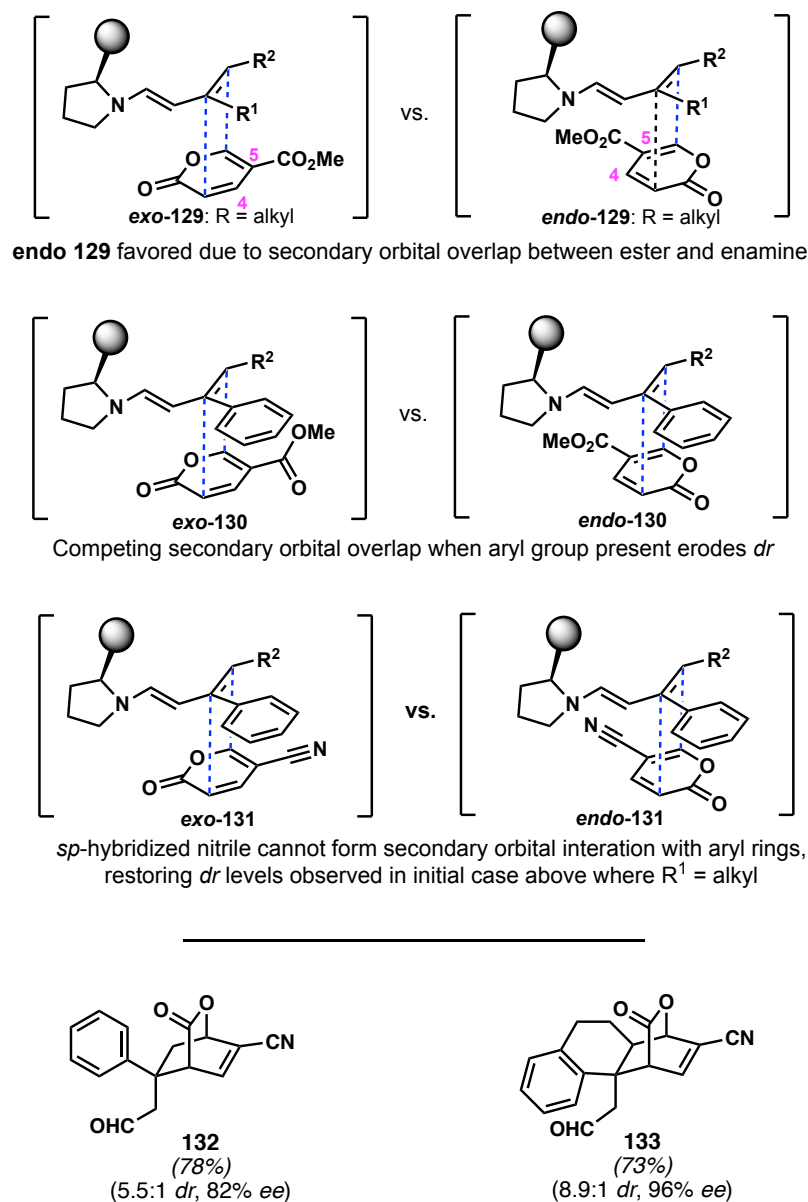 R² R²
N R¹ vs. N R¹
O 5 CO₂Me MeO₂C 5 O
O 4 4 O
exo-129: R = alkyl endo-129: R = alkyl
endo 129 favored due to secondary orbital overlap between ester and enamine
R² R²
N vs. N
O OMe MeO₂C O
O O O
exo-130 endo-130
Competing secondary orbital overlap when aryl group present erodes dr
R² R²
N vs. N
O N N O
O O
exo-131 endo-131
sp-hybridized nitrile cannot form secondary orbital interation with aryl rings,
restoring dr levels observed in initial case above where R¹ = alkyl
O O O O
CN CN
OHC OHC
132 133
(78%) (73%)
(5.5:1 dr, 82% ee) (8.9:1 dr, 96% ee)